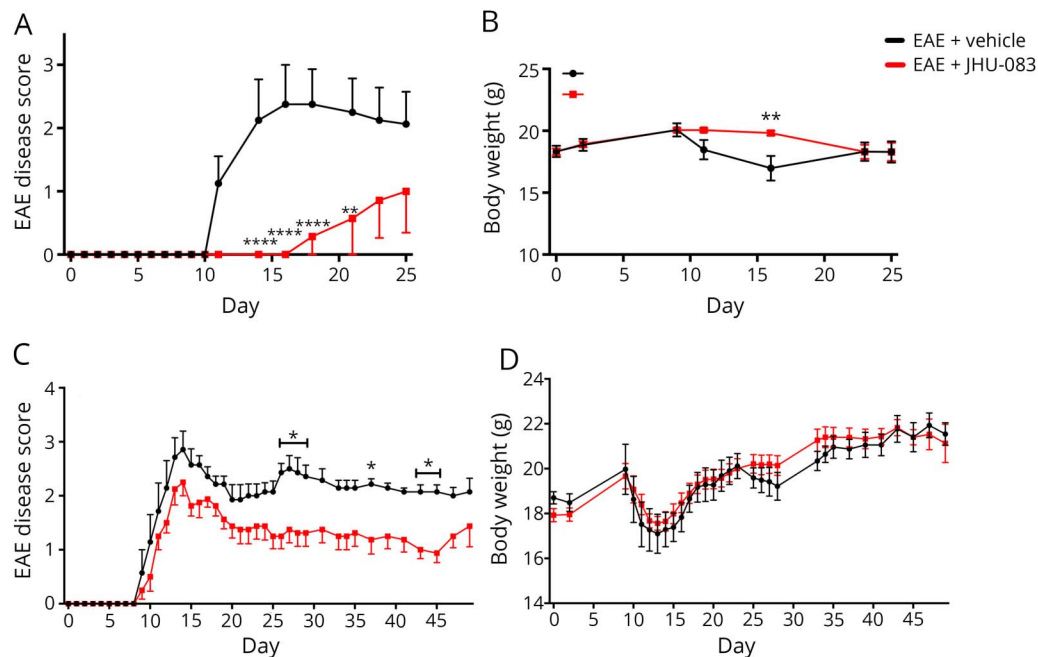 A
EAE disease score
3
2
1
0
0 5 10 15 20 25
Day
**** **** **** **
B
EAE + vehicle
EAE + JHU-083
Body weight (g)
25
20
15
10
0 5 10 15 20 25
Day
**
C
EAE disease score
4
3
2
1
0
0 5 10 15 20 25 30 35 40 45
Day
* * *
D
Body weight (g)
22
20
18
16
14
0 5 10 15 20 25 30 35 40 45
Day